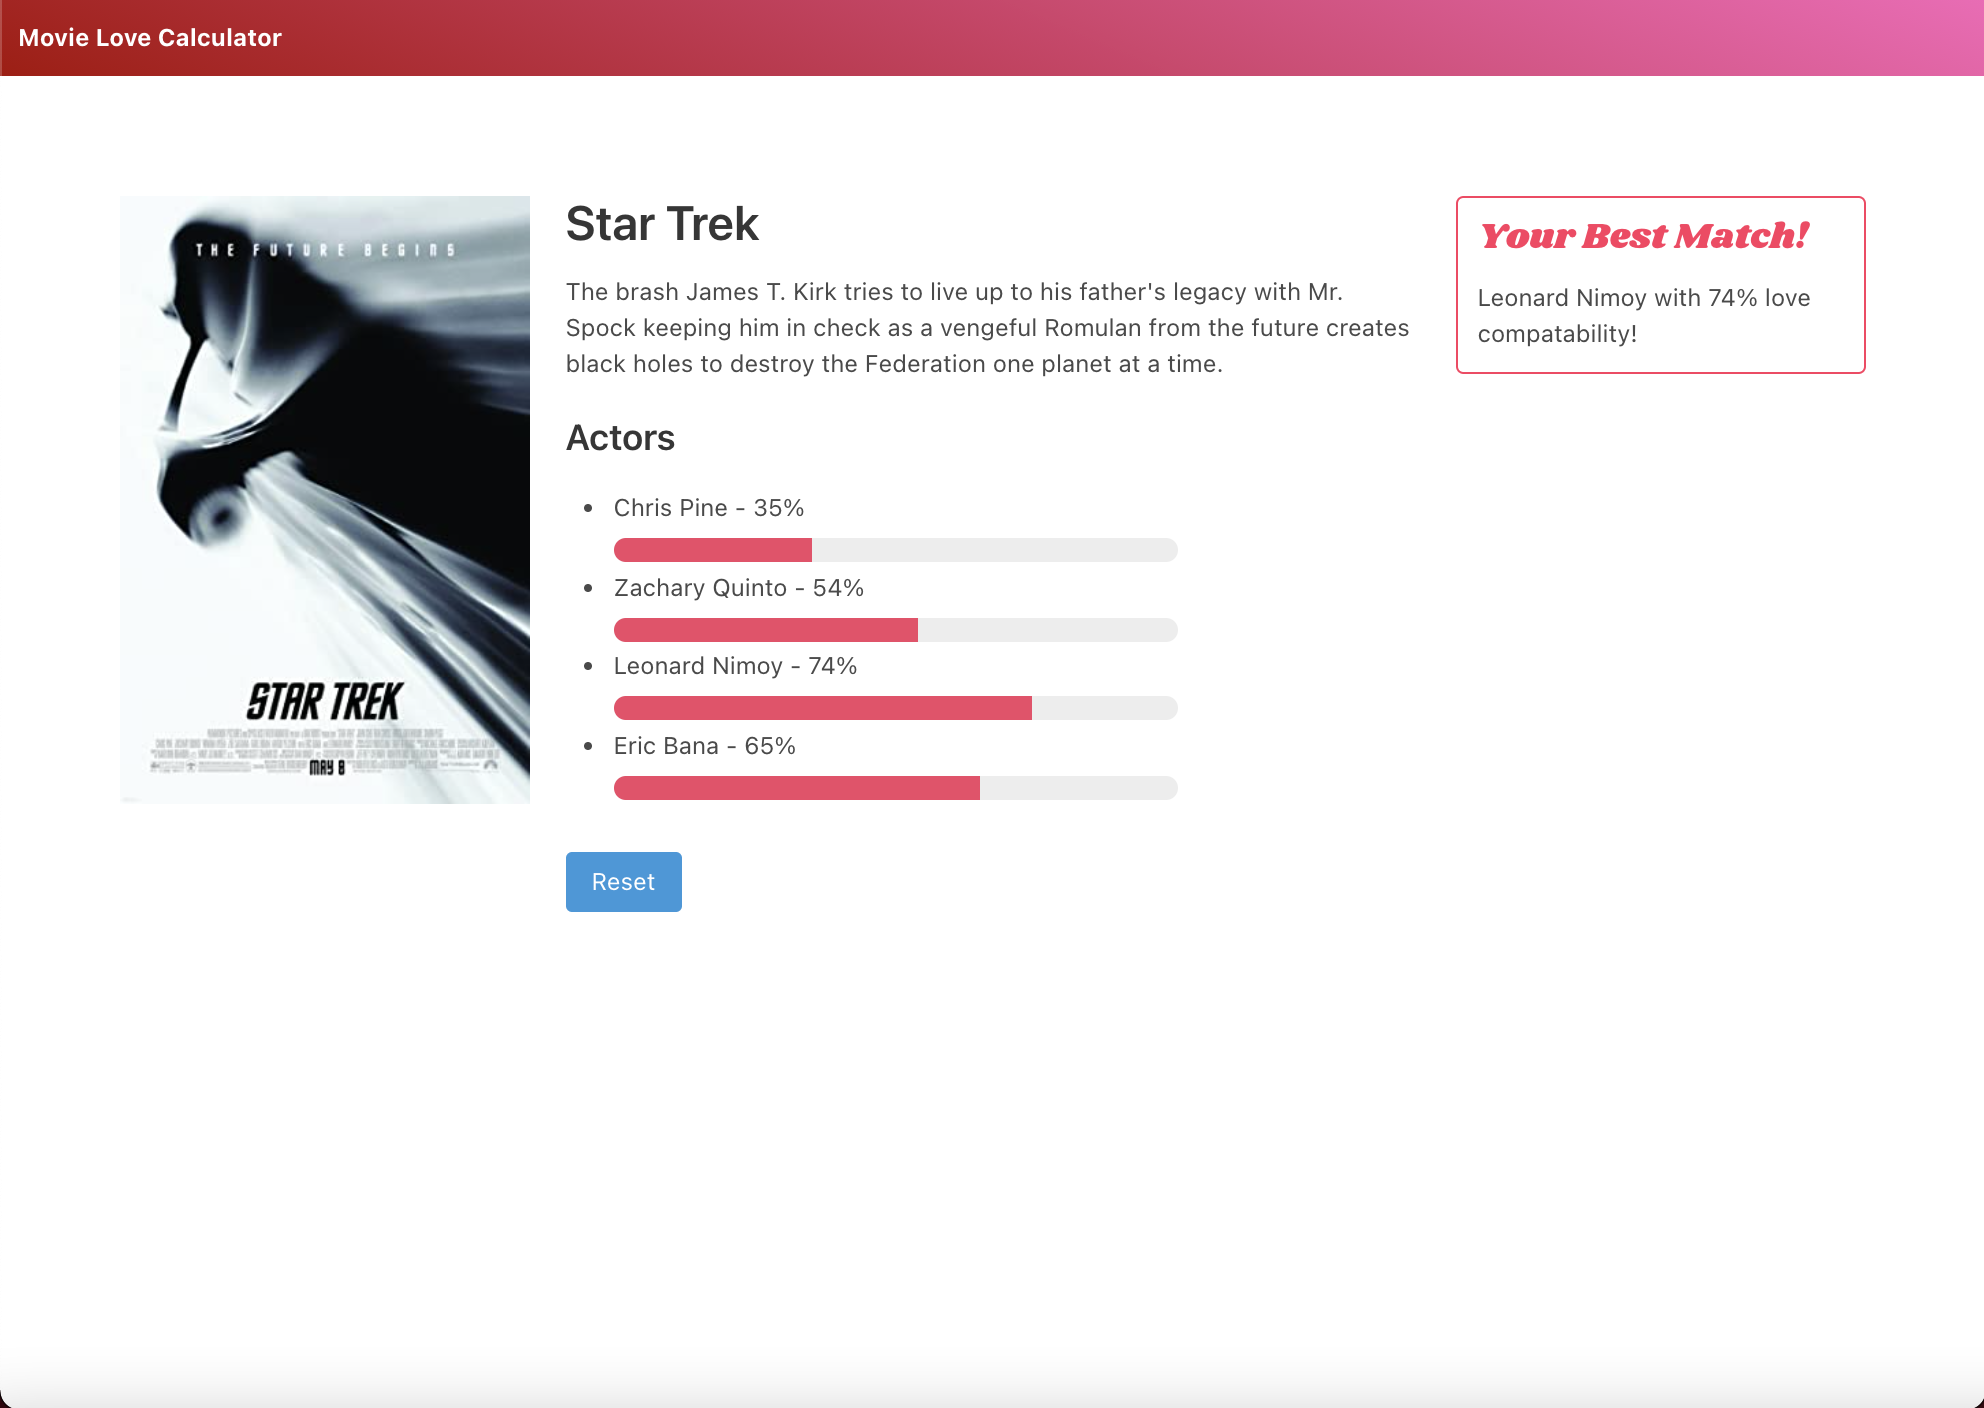 Movie Love Calculator
THE FUTURE BEGINS
STAR TREK
MAY 8
Star Trek
The brash James T. Kirk tries to live up to his father's legacy with Mr.
Spock keeping him in check as a vengeful Romulan from the future creates
black holes to destroy the Federation one planet at a time.
Actors
• Chris Pine - 35%
• Zachary Quinto - 54%
• Leonard Nimoy - 74%
• Eric Bana - 65%
Reset
Your Best Match!
Leonard Nimoy with 74% love
compatability!